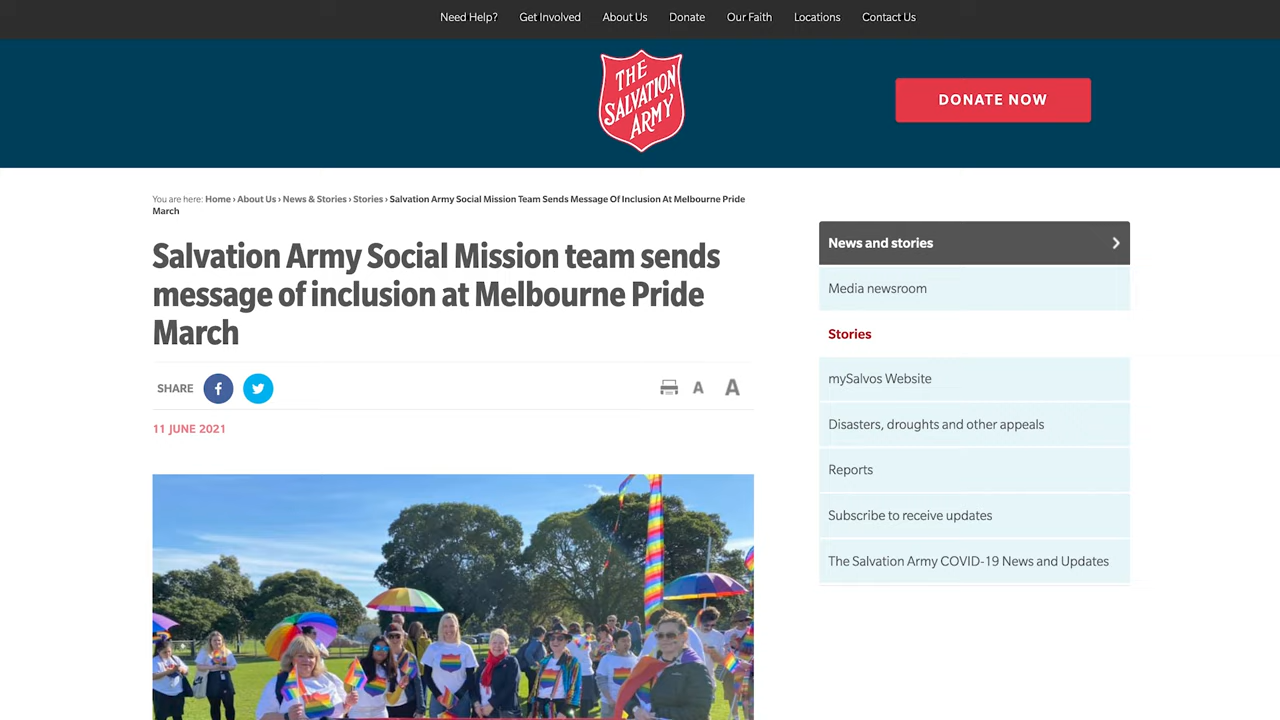 Need Help? Get Involved About Us Donate Our Faith Locations Contact Us
THE
SALVATION
ARMY
DONATE NOW
You are here: Home › About Us › News & Stories › Stories › Salvation Army Social Mission Team Sends Message Of Inclusion At Melbourne Pride
March
Salvation Army Social Mission team sends
message of inclusion at Melbourne Pride
March
SHARE
A A
11 JUNE 2021
News and stories
Media newsroom
Stories
mySalvos Website
Disasters, droughts and other appeals
Reports
Subscribe to receive updates
The Salvation Army COVID-19 News and Updates